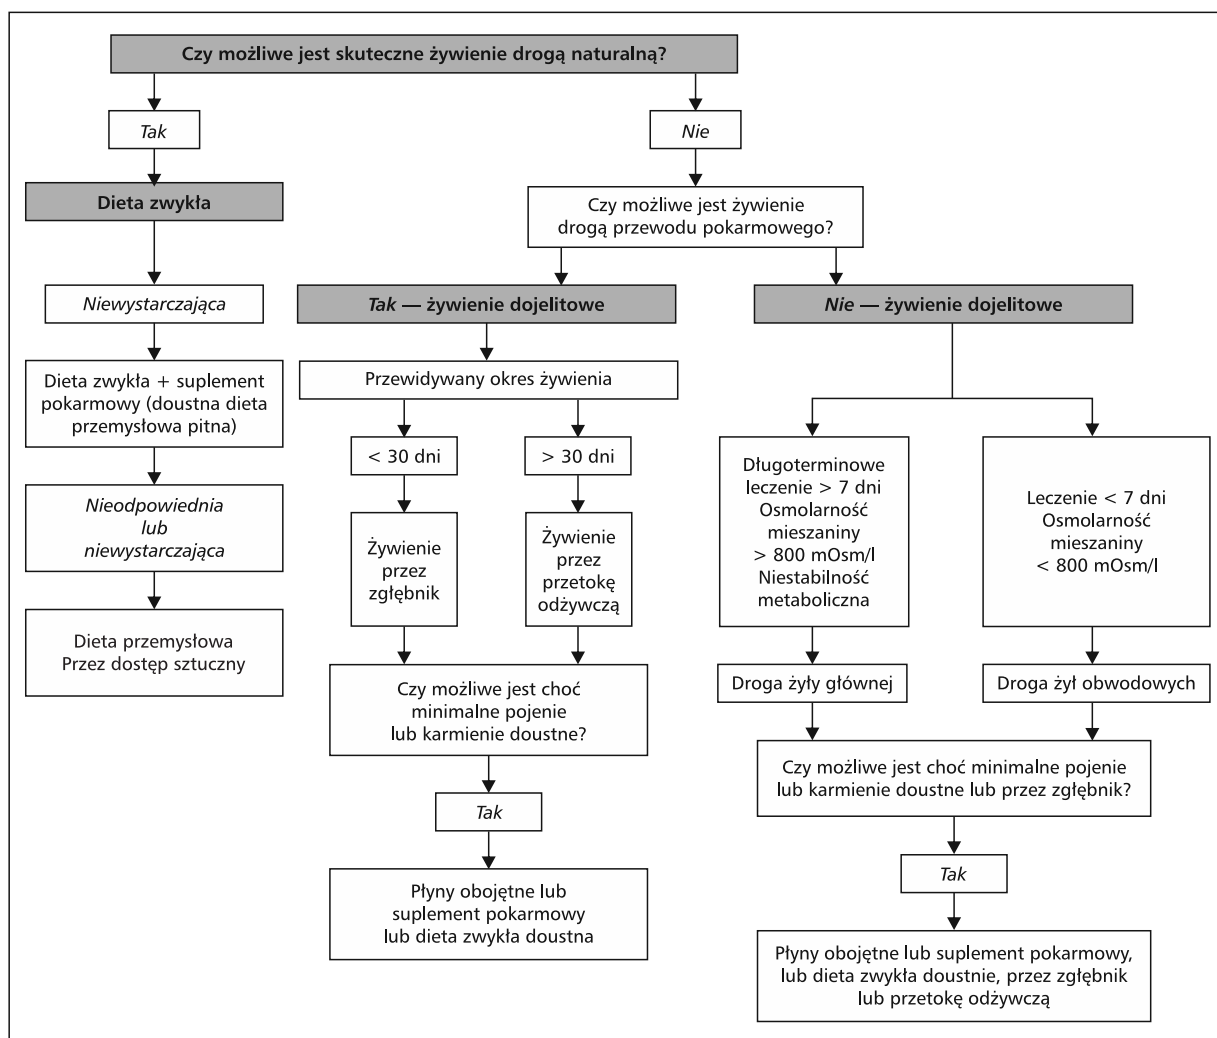 Czy możliwe jest skuteczne żywienie drogą naturalną?
Tak
Nie
Dieta zwykła
Czy możliwe jest żywienie
drogą przewodu pokarmowego?
Niewystarczająca
Tak — żywienie dojelitowe
Nie — żywienie dojelitowe
Dieta zwykła + suplement
pokarmowy (doustna dieta
przemysłowa pitna)
Przewidywany okres żywienia
< 30 dni
> 30 dni
Nieodpowiednia
lub
niewystarczająca
Żywienie
przez
zgłębnik
Żywienie
przez
przetokę
odżywczą
Długoterminowe
leczenie > 7 dni
Osmolarność
mieszaniny
> 800 mOsm/l
Niestabilność
metaboliczna
Leczenie < 7 dni
Osmolarność
mieszaniny
< 800 mOsm/l
Dieta przemysłowa
Przez dostęp sztuczny
Czy możliwe jest choć
minimalne pojenie
lub karmienie doustne?
Droga żyły głównej
Droga żył obwodowych
Czy możliwe jest choć minimalne pojenie
lub karmienie doustne lub przez zgłębnik?
Tak
Tak
Płyny obojętne lub
suplement pokarmowy
lub dieta zwykła doustna
Płyny obojętne lub suplement pokarmowy,
lub dieta zwykła doustnie, przez zgłębnik
lub przetokę odżywczą